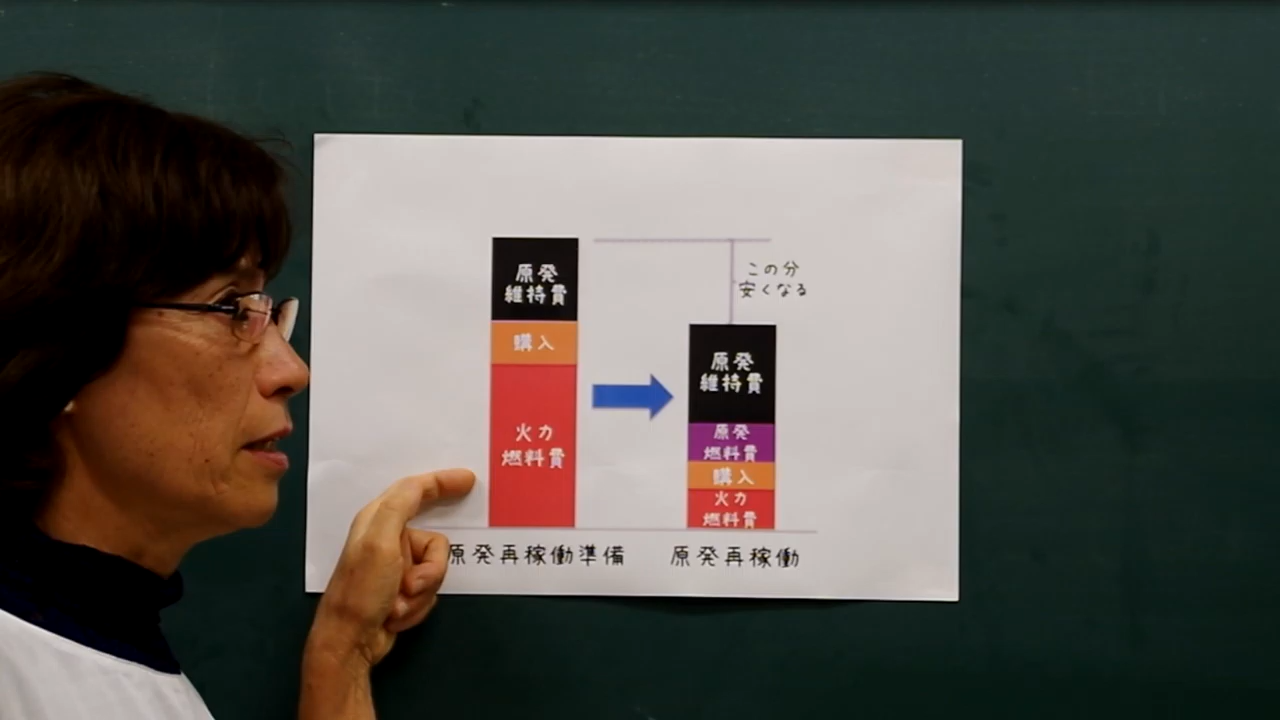 原発
維持費
購入
火力
燃料費
原発再稼働準備
この分
安くなる
原発
維持費
原発
燃料費
購入
火力
燃料費
原発再稼働